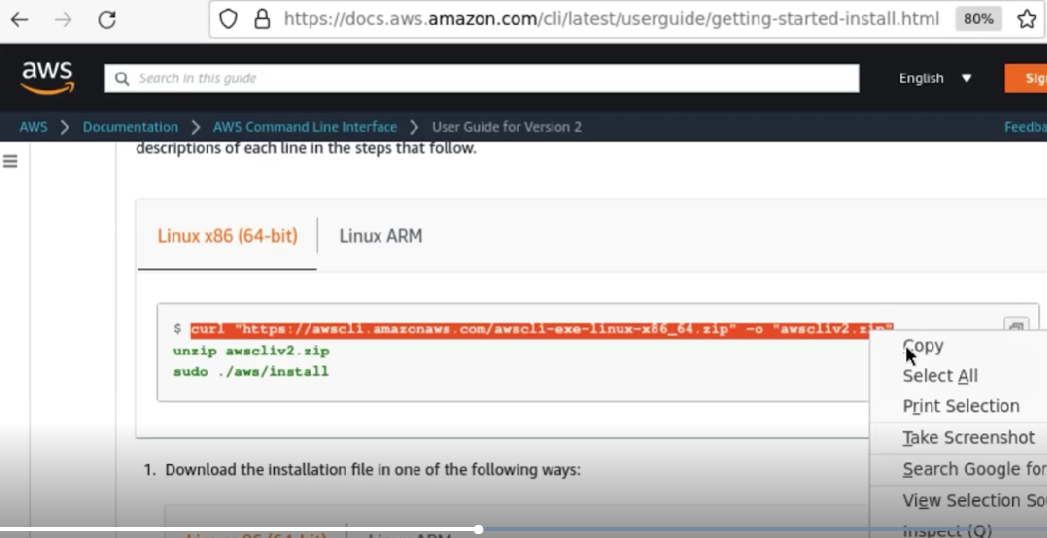 https://docs.aws.amazon.com/cli/latest/userguide/getting-started-install.html 80%
aws Search in this guide English Sig
AWS Documentation AWS Command Line Interface User Guide for Version 2 Feedba
descriptions of each line in the steps that follow.
Linux x86 (64-bit) Linux ARM
$ curl "https://awscli.amazonaws.com/awscli-exe-linux-x86_64.zip" -o "awscliv2.zip"
unzip awscliv2.zip
sudo ./aws/install
Copy
Select All
Print Selection
Take Screenshot
Search Google for
View Selection So
Inspect (Q)
1. Download the installation file in one of the following ways:
Linux x86 (64-bit) Linux ARM